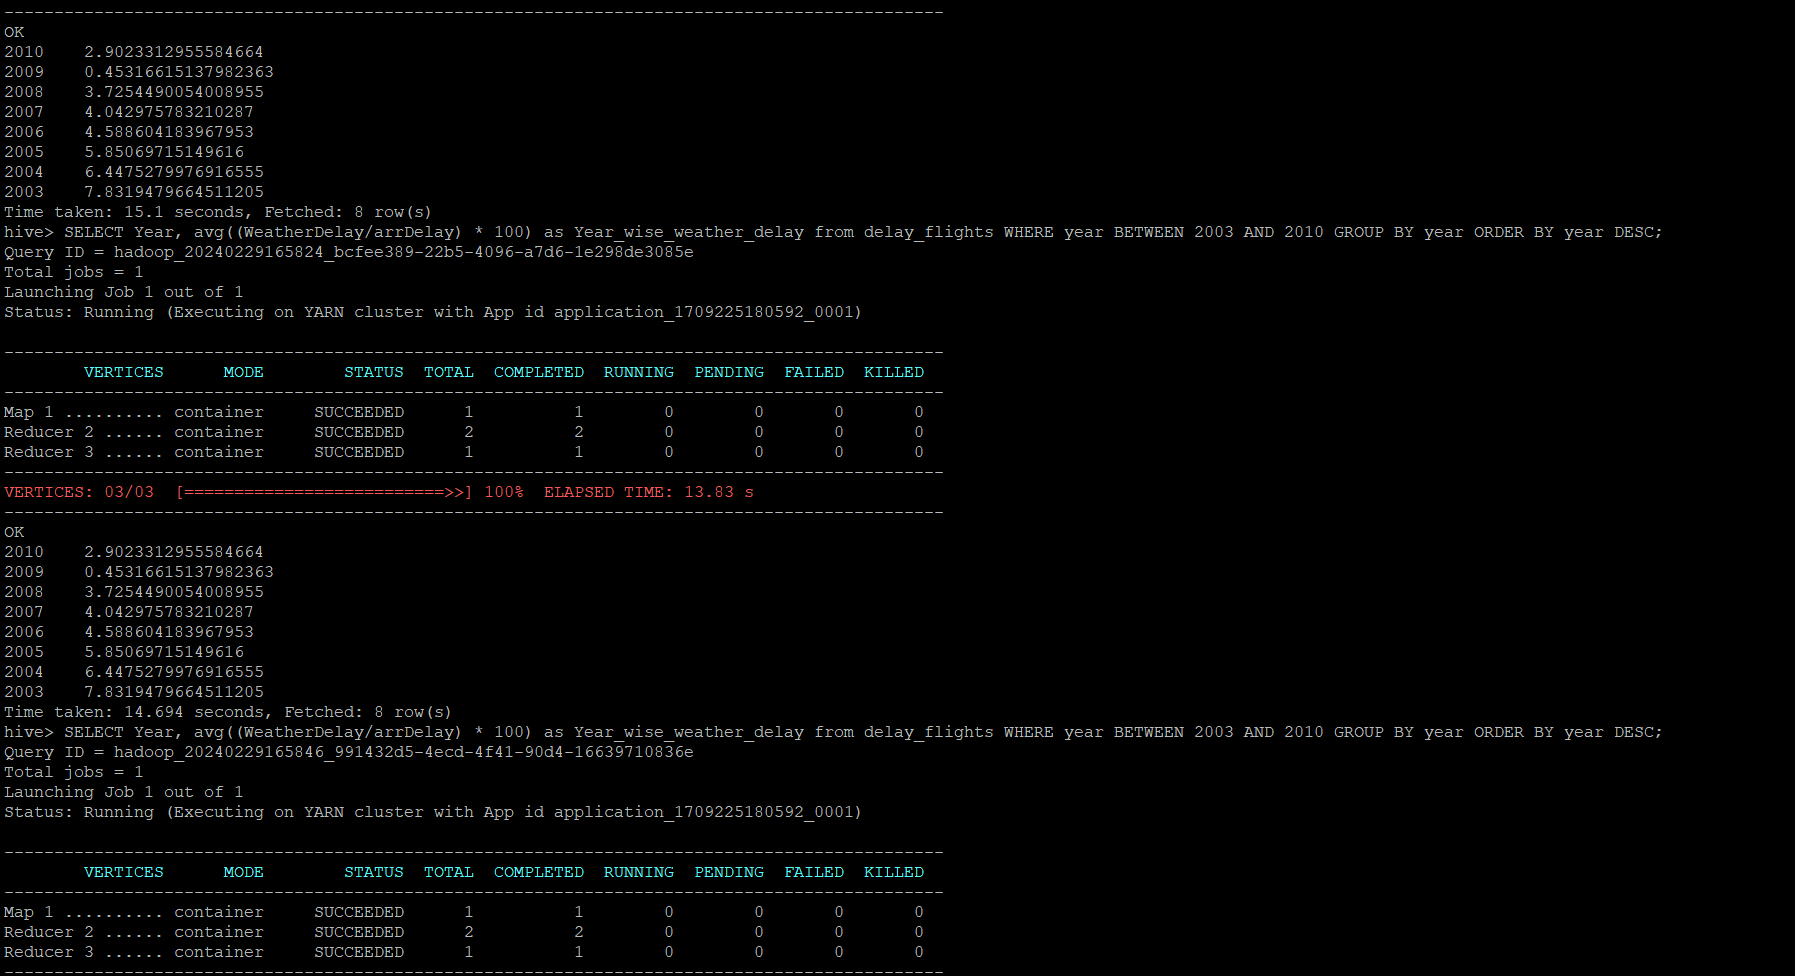 ----------------------------------------------------------------------------------------------
OK
2010    2.9023312955584664
2009    0.45316615137982363
2008    3.7254490054008955
2007    4.042975783210287
2006    4.588604183967953
2005    5.85069715149616
2004    6.4475279976916555
2003    7.8319479664511205
Time taken: 15.1 seconds, Fetched: 8 row(s)
hive> SELECT Year, avg((WeatherDelay/arrDelay) * 100) as Year_wise_weather_delay from delay_flights WHERE year BETWEEN 2003 AND 2010 GROUP BY year ORDER BY year DESC;
Query ID = hadoop_20240229165824_bcfee389-22b5-4096-a7d6-1e298de3085e
Total jobs = 1
Launching Job 1 out of 1
Status: Running (Executing on YARN cluster with App id application_1709225180592_0001)
----------------------------------------------------------------------------------------------
        VERTICES      MODE        STATUS  TOTAL  COMPLETED  RUNNING  PENDING  FAILED  KILLED
----------------------------------------------------------------------------------------------
Map 1 .......... container     SUCCEEDED      1          1        0        0       0       0
Reducer 2 ...... container     SUCCEEDED      2          2        0        0       0       0
Reducer 3 ...... container     SUCCEEDED      1          1        0        0       0       0
----------------------------------------------------------------------------------------------
VERTICES: 03/03  [==========================>>] 100%  ELAPSED TIME: 13.83 s
----------------------------------------------------------------------------------------------
OK
2010    2.9023312955584664
2009    0.45316615137982363
2008    3.7254490054008955
2007    4.042975783210287
2006    4.588604183967953
2005    5.85069715149616
2004    6.4475279976916555
2003    7.8319479664511205
Time taken: 14.694 seconds, Fetched: 8 row(s)
hive> SELECT Year, avg((WeatherDelay/arrDelay) * 100) as Year_wise_weather_delay from delay_flights WHERE year BETWEEN 2003 AND 2010 GROUP BY year ORDER BY year DESC;
Query ID = hadoop_20240229165846_991432d5-4ecd-4f41-90d4-16639710836e
Total jobs = 1
Launching Job 1 out of 1
Status: Running (Executing on YARN cluster with App id application_1709225180592_0001)
----------------------------------------------------------------------------------------------
        VERTICES      MODE        STATUS  TOTAL  COMPLETED  RUNNING  PENDING  FAILED  KILLED
----------------------------------------------------------------------------------------------
Map 1 .......... container     SUCCEEDED      1          1        0        0       0       0
Reducer 2 ...... container     SUCCEEDED      2          2        0        0       0       0
Reducer 3 ...... container     SUCCEEDED      1          1        0        0       0       0
----------------------------------------------------------------------------------------------